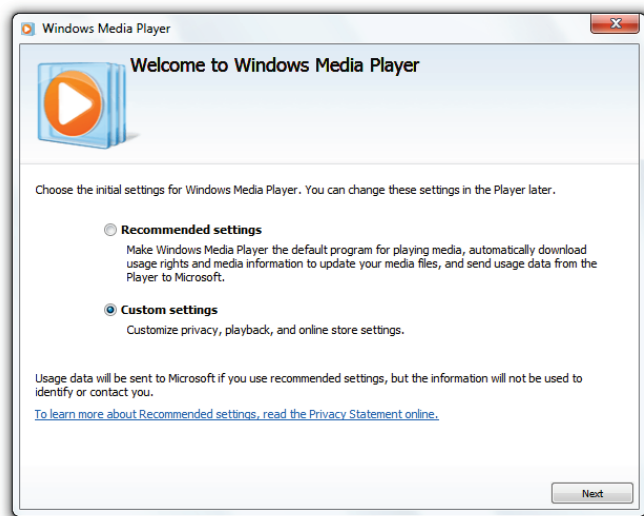 Windows Media Player
Welcome to Windows Media Player
Choose the initial settings for Windows Media Player. You can change these settings in the Player later.
Recommended settings
Make Windows Media Player the default program for playing media, automatically download
usage rights and media information to update your media files, and send usage data from the
Player to Microsoft.
Custom settings
Customize privacy, playback, and online store settings.
Usage data will be sent to Microsoft if you use recommended settings, but the information will not be used to
identify or contact you.
To learn more about Recommended settings, read the Privacy Statement online.
Next